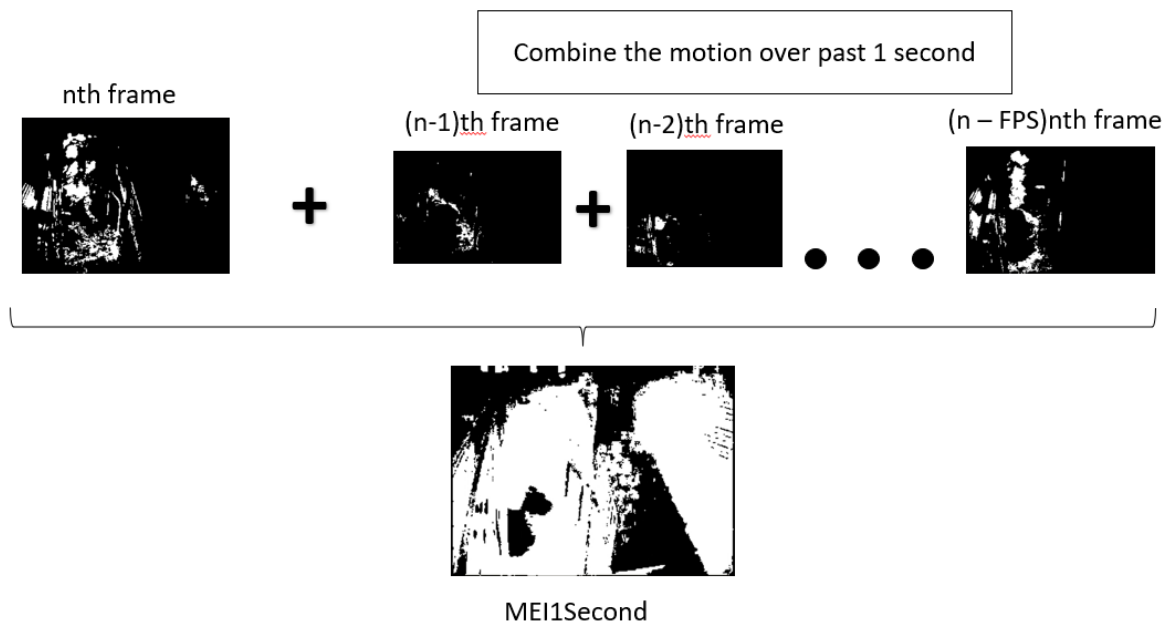 Combine the motion over past 1 second
nth frame
(n-1)th frame
(n-2)th frame
(n – FPS)nth frame
MEI1Second